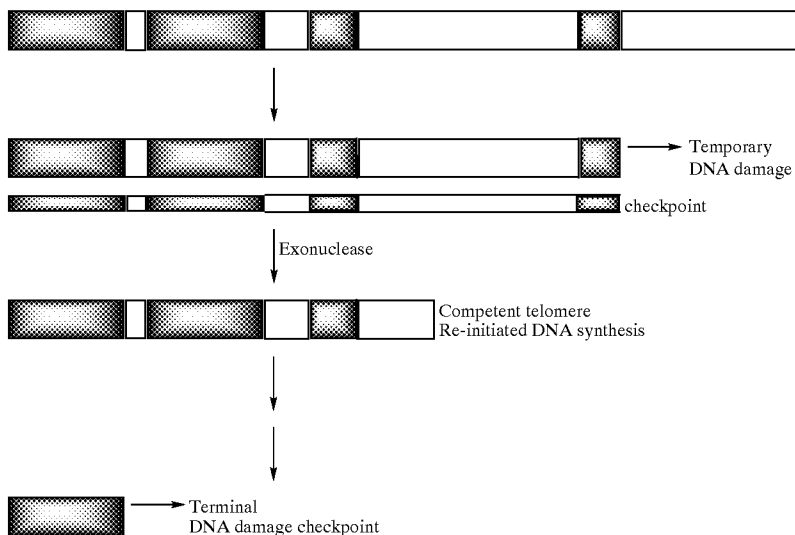 Temporary
DNA damage
checkpoint
Exonuclease
Competent telomere
Re-initiated DNA synthesis
Terminal
DNA damage checkpoint